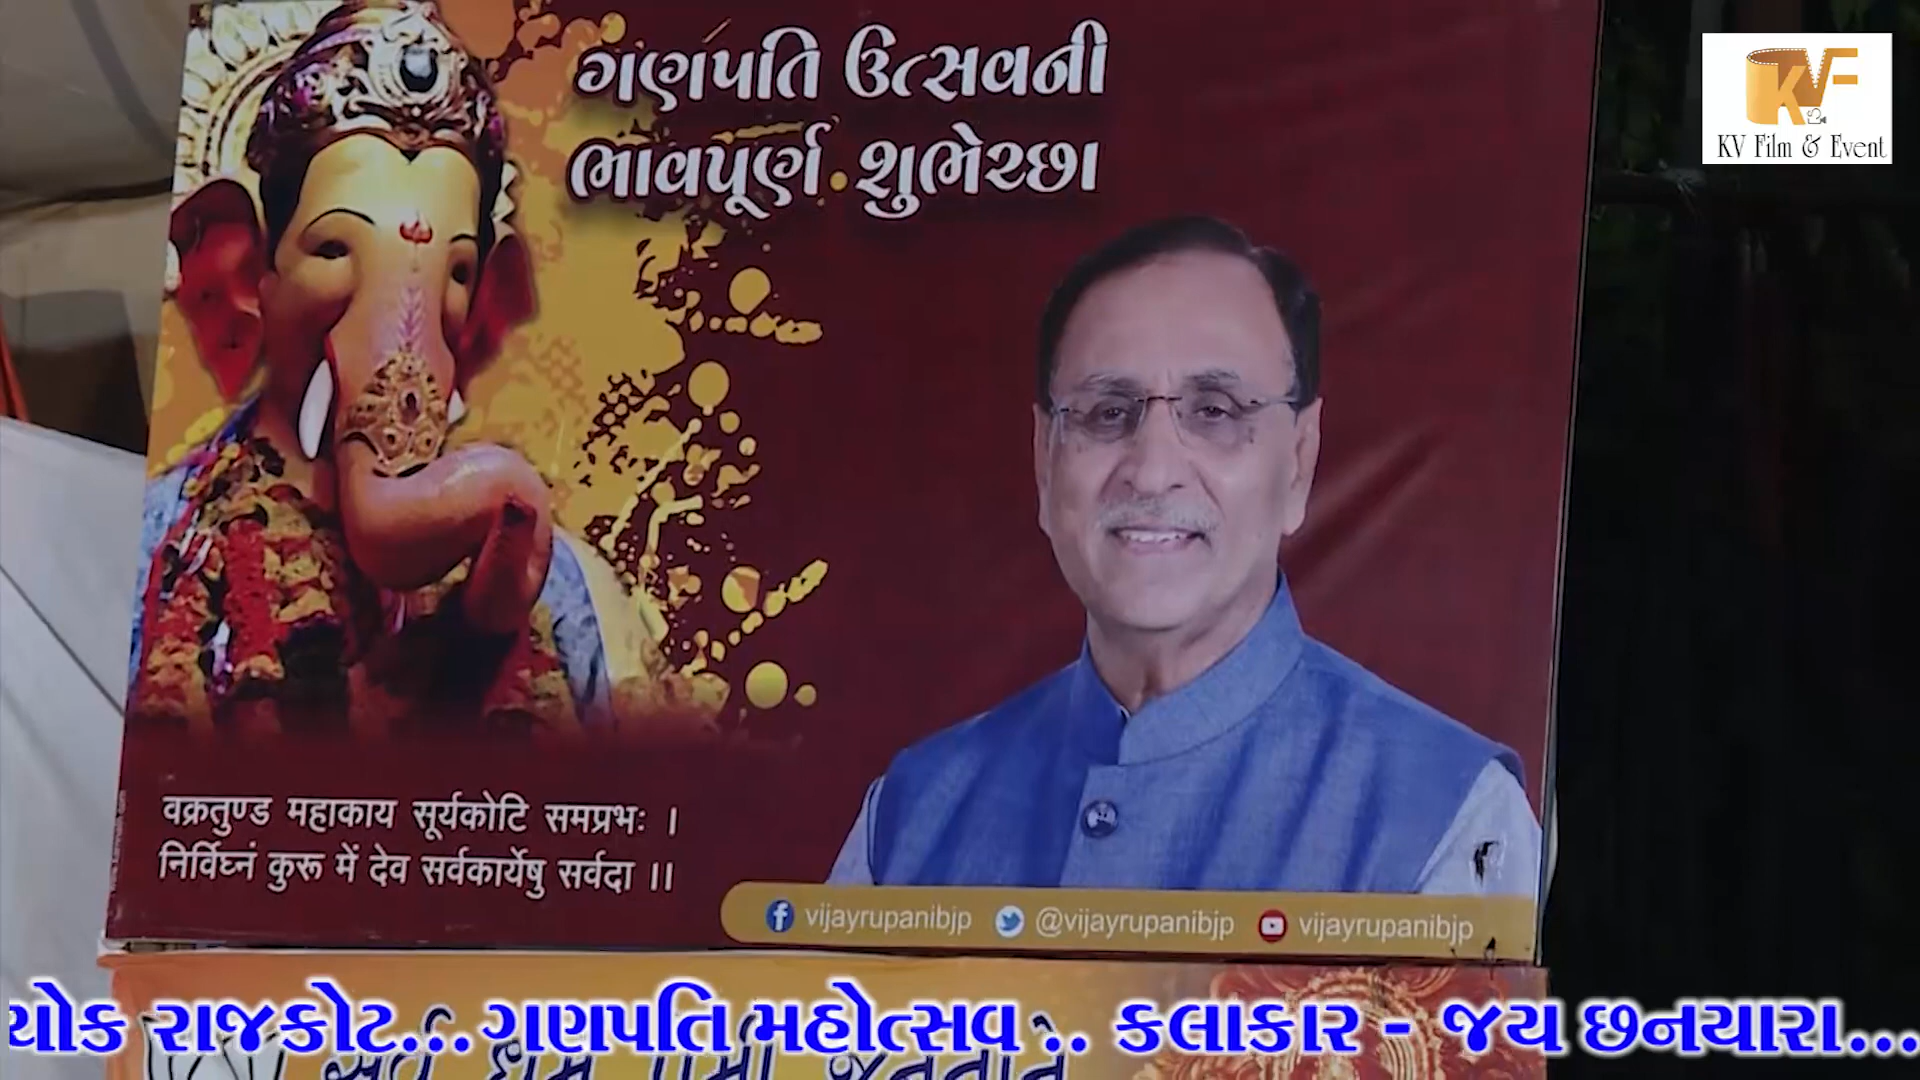 ગણપતિ ઉત્સવની
ભાવપૂર્ણ શુભેચ્છા
KV Film & Event
वक्रतुण्ड महाकाय सूर्यकोटि समप्रभः ।
निर्विघ्नं कुरू में देव सर्वकार्येषु सर्वदा ।।
vijayrupanibjp @vijayrupanibjp vijayrupanibjp
ચોક રાજકોટ... ગણપતિ મહોત્સવ .. કલાકાર - જય છનયારા...